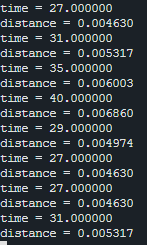 time = 27.000000
distance = 0.004630
time = 31.000000
distance = 0.005317
time = 35.000000
distance = 0.006003
time = 40.000000
distance = 0.006860
time = 29.000000
distance = 0.004974
time = 27.000000
distance = 0.004630
time = 27.000000
distance = 0.004630
time = 31.000000
distance = 0.005317